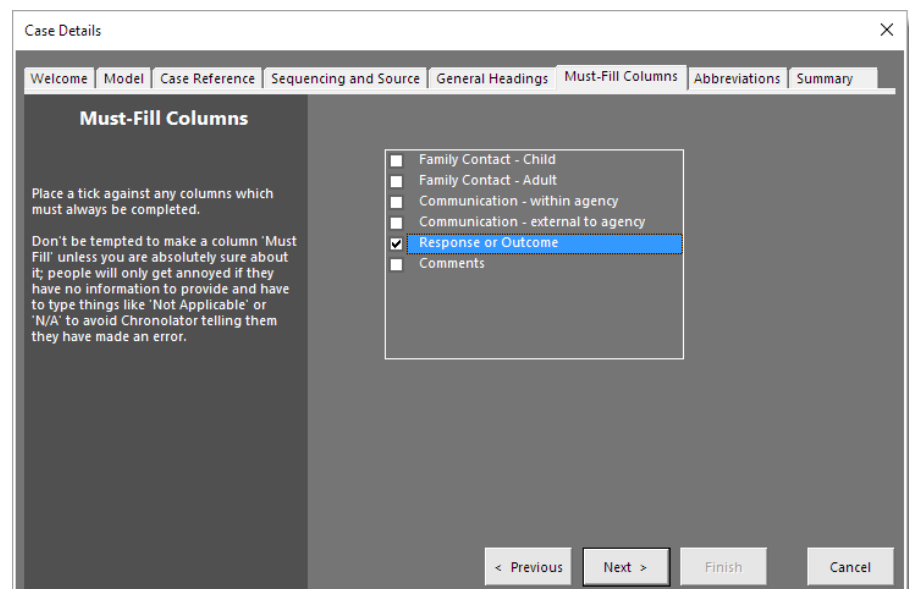 Case Details
Welcome Model Case Reference Sequencing and Source General Headings Must-Fill Columns Abbreviations Summary
Must-Fill Columns
Place a tick against any columns which
must always be completed.
Don't be tempted to make a column 'Must
Fill' unless you are absolutely sure about
it; people will only get annoyed if they
have no information to provide and have
to type things like 'Not Applicable' or
'N/A' to avoid Chronolator telling them
they have made an error.
Family Contact - Child
Family Contact - Adult
Communication - within agency
Communication - external to agency
Response or Outcome
Comments
< Previous Next > Finish Cancel